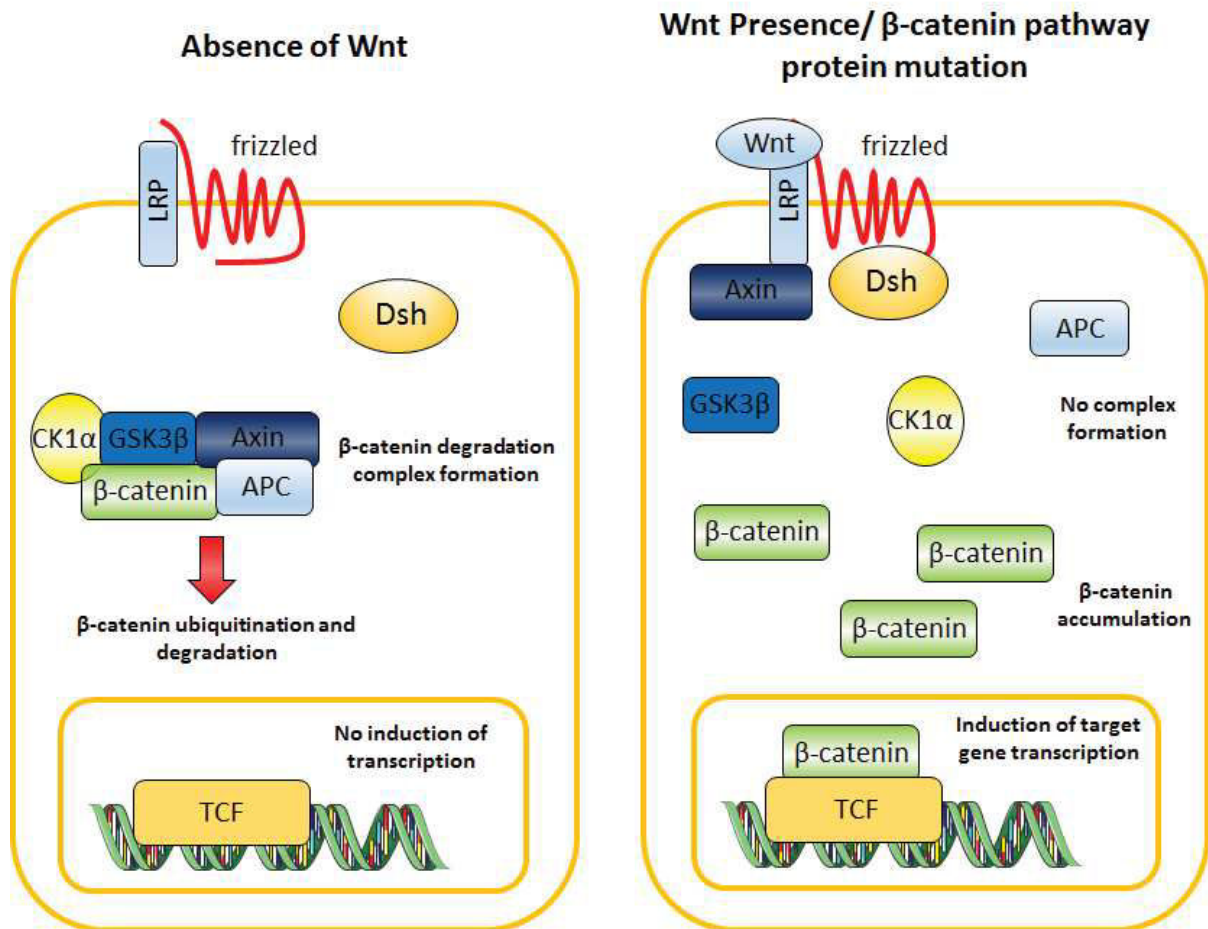 Absence of Wnt
frizzled
LRP
Dsh
CK1α
GSK3β
Axin
β-catenin
APC
β-catenin degradation
complex formation
β-catenin ubiquitination and
degradation
No induction of
transcription
TCF
Wnt Presence/ β-catenin pathway
protein mutation
Wnt
frizzled
LRP
Axin
Dsh
APC
GSK3β
CK1α
No complex
formation
β-catenin
β-catenin
β-catenin
β-catenin
accumulation
Induction of target
gene transcription
β-catenin
TCF